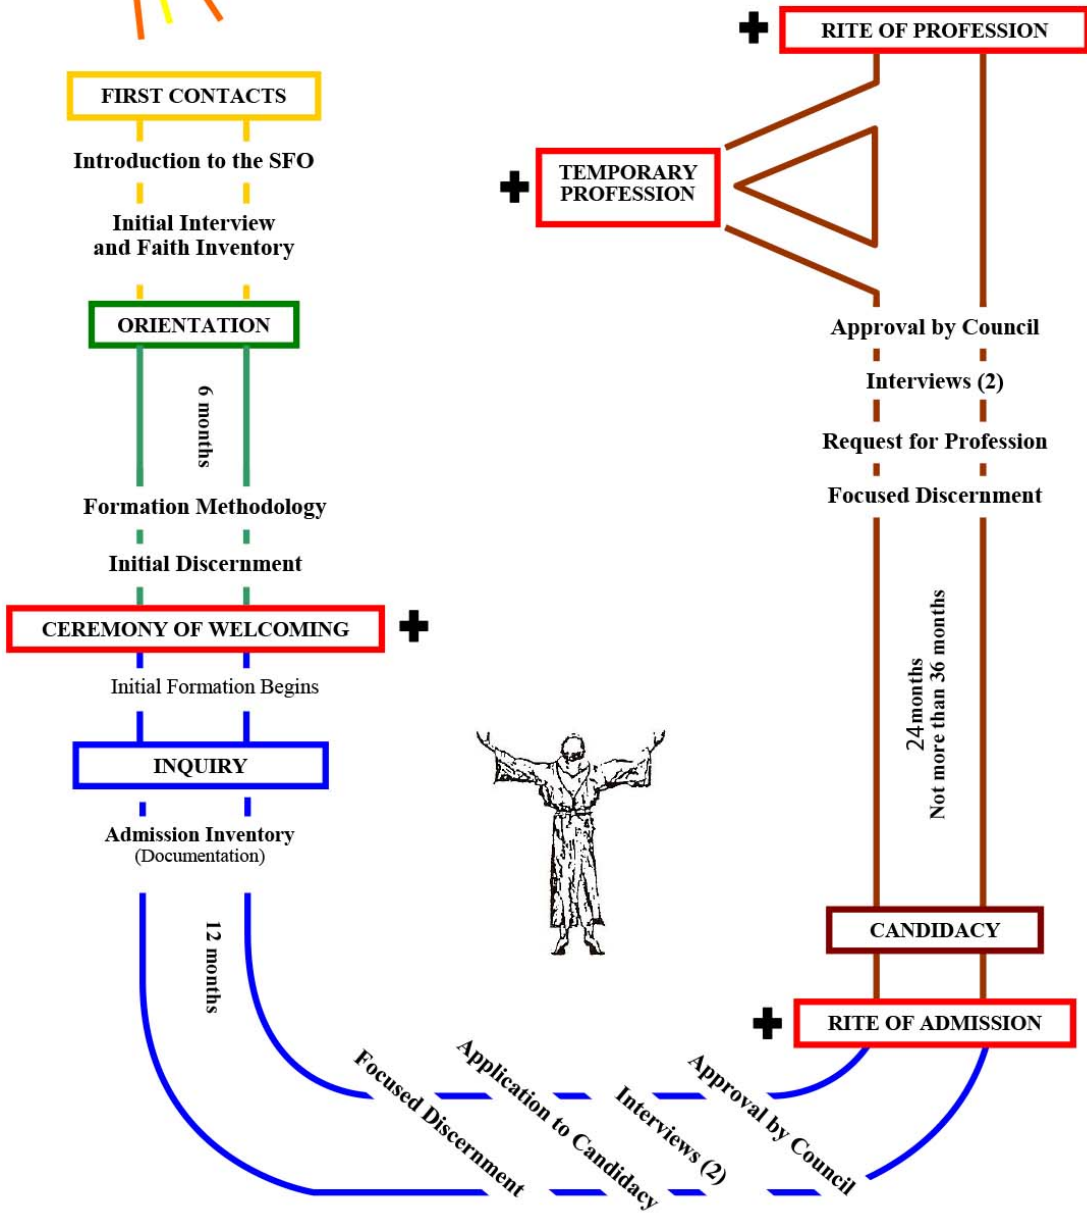 FIRST CONTACTS
Introduction to the SFO
Initial Interview
and Faith Inventory
ORIENTATION
6 months
Formation Methodology
Initial Discernment
CEREMONY OF WELCOMING
Initial Formation Begins
INQUIRY
Admission Inventory
(Documentation)
12 months
Focused Discernment
Application to Candidacy
Interviews (2)
Approval by Council
RITE OF ADMISSION
CANDIDACY
24 months
Not more than 36 months
Focused Discernment
Request for Profession
Interviews (2)
Approval by Council
TEMPORARY
PROFESSION
RITE OF PROFESSION